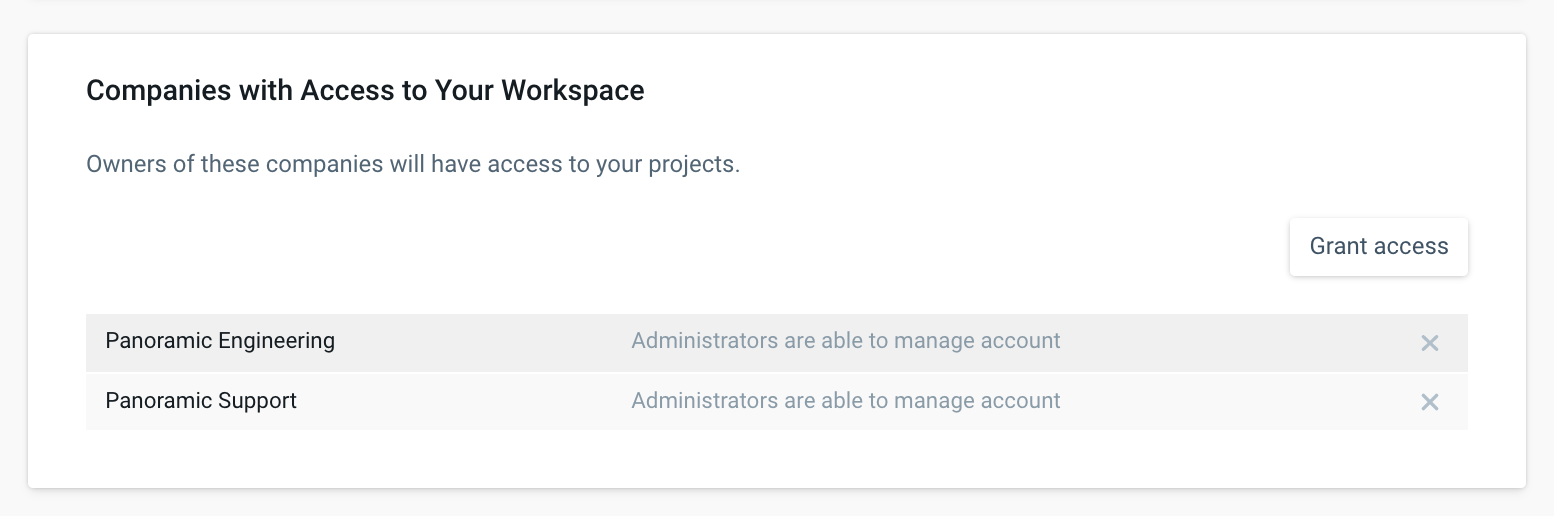 Companies with Access to Your Workspace
Owners of these companies will have access to your projects.
Grant access
Panoramic Engineering Administrators are able to manage account
Panoramic Support Administrators are able to manage account